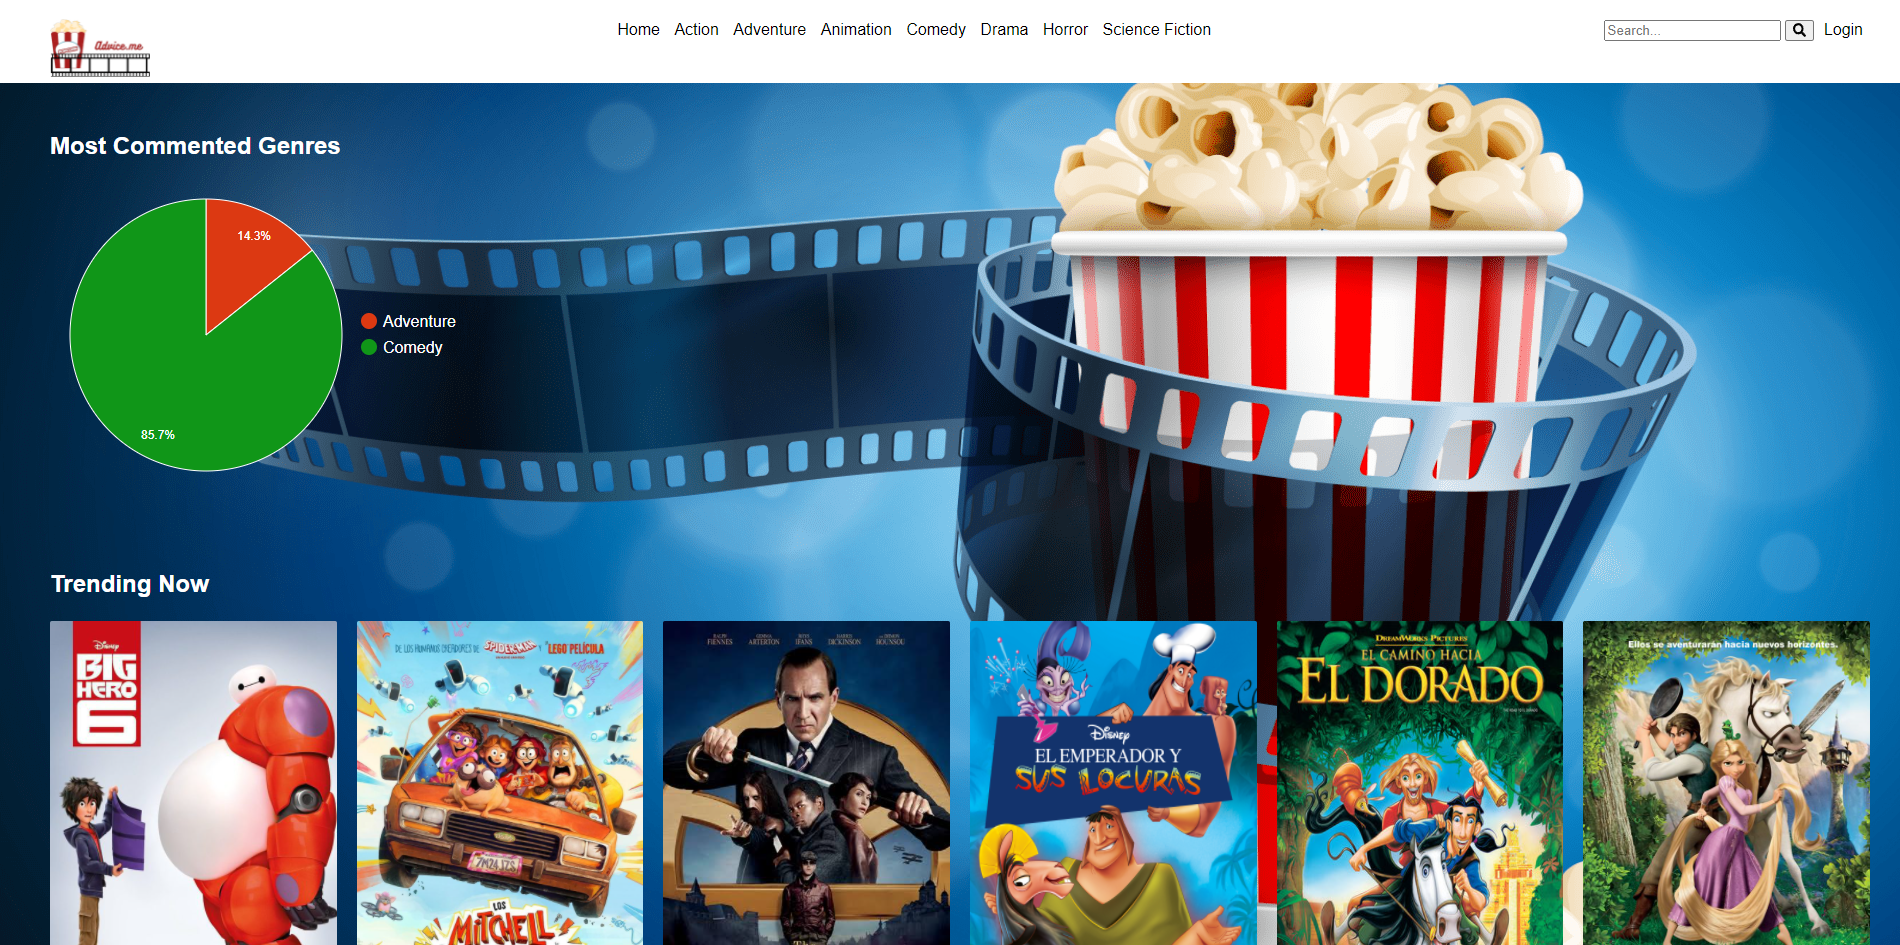 Advice.me
Home Action Adventure Animation Comedy Drama Horror Science Fiction
Search...
Login
Most Commented Genres
14.3%
85.7%
Adventure
Comedy
Trending Now
Disney
BIG
HERO
6
DE LOS HUMANOS CREADORES DE SPIDER-MAN Y LA LEGO PELÍCULA
LOS
MITCHELL
RALPH FIENNES GEMMA ARTERTON RHYS IFANS HARRIS DICKINSON DJIMON HOUNSOU
Disney
EL EMPERADOR Y
SUS LOCURAS
DREAMWORKS PICTURES
EL CAMINO HACIA
EL DORADO
Ellos se aventurarán hacia nuevos horizontes.